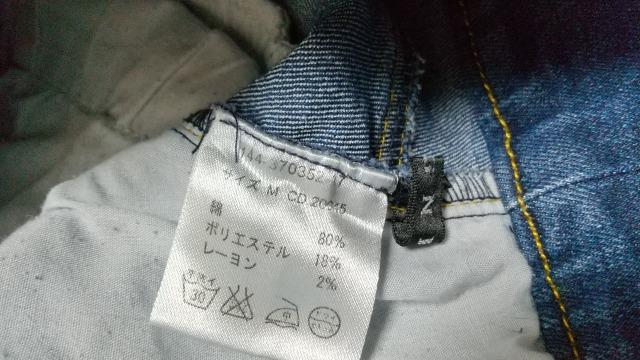 サイズ M CD 20615
綿 80%
ポリエステル 18%
レーヨン 2%
30
中